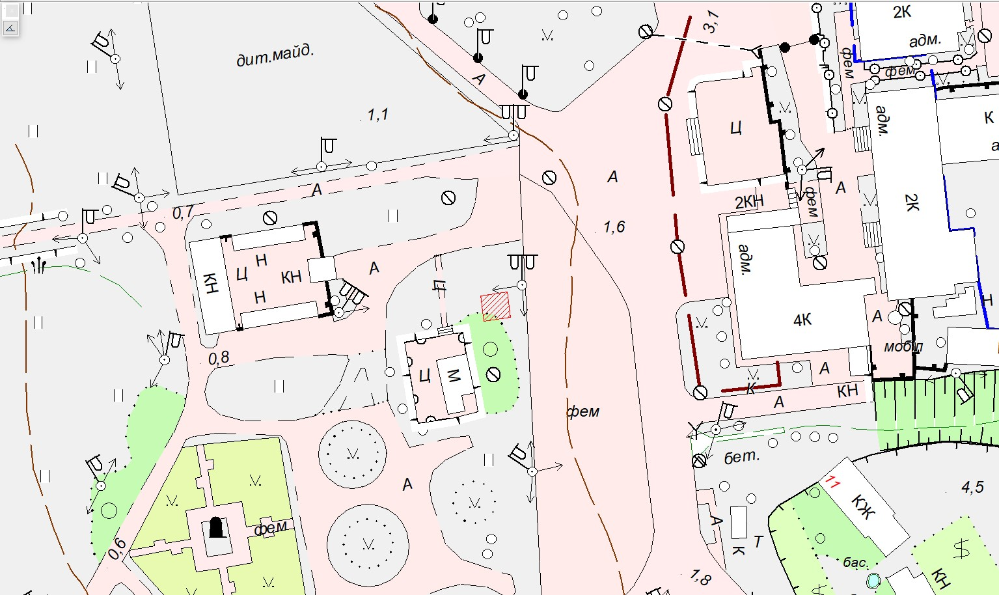 2К
3,1
адм.
дит.майд.
фем
фем
А
1,1
адм.
К
Ц
А
А
А
2КН
фем
2К
0,7
1,6
адм.
Н
Ц
КН
А
КН
Н
Ц
Н
4К
А
мобіл
0,8
А
Ц
М
К
КН
А
фем
бет.
А
11
4,5
КЖ
А
фем
Т
К
0,6
бас.
1,8
КН